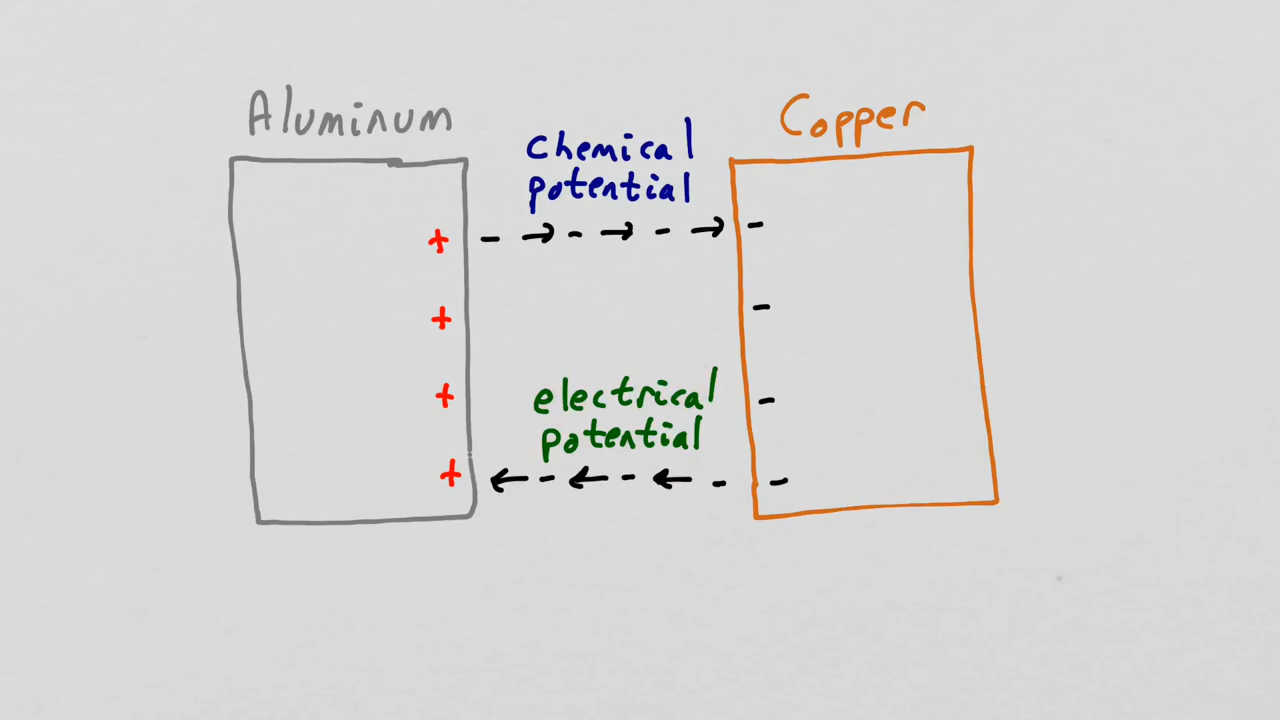 Aluminum
Copper
chemical
potential
+ - → - → - → -
+ -
electrical
potential
+ -
+ ← - ← - ← - -